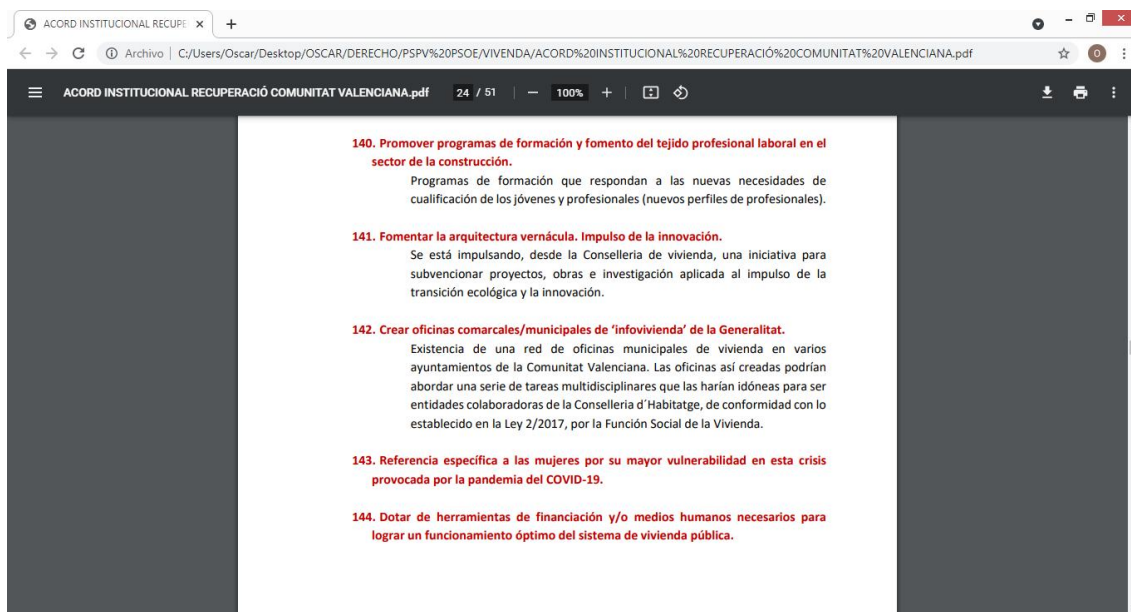 ACORD INSTITUCIONAL RECUPE
Archivo | C:/Users/Oscar/Desktop/OSCAR/DERECHO/PSPV%20PSOE/VIVENDA/ACORD%20INSTITUCIONAL%20RECUPERACIÓ%20COMUNITAT%20VALENCIANA.pdf
O
ACORD INSTITUCIONAL RECUPERACIÓ COMUNITAT VALENCIANA.pdf 24 / 51 | − 100% + |
140. Promover programas de formación y fomento del tejido profesional laboral en el
sector de la construcción.
Programas de formación que respondan a las nuevas necesidades de
cualificación de los jóvenes y profesionales (nuevos perfiles de profesionales).
141. Fomentar la arquitectura vernácula. Impulso de la innovación.
Se está impulsando, desde la Conselleria de vivienda, una iniciativa para
subvencionar proyectos, obras e investigación aplicada al impulso de la
transición ecológica y la innovación.
142. Crear oficinas comarcales/municipales de ‘infovivienda’ de la Generalitat.
Existencia de una red de oficinas municipales de vivienda en varios
ayuntamientos de la Comunitat Valenciana. Las oficinas así creadas podrían
abordar una serie de tareas multidisciplinares que las harían idóneas para ser
entidades colaboradoras de la Conselleria d´Habitatge, de conformidad con lo
establecido en la Ley 2/2017, por la Función Social de la Vivienda.
143. Referencia específica a las mujeres por su mayor vulnerabilidad en esta crisis
provocada por la pandemia del COVID-19.
144. Dotar de herramientas de financiación y/o medios humanos necesarios para
lograr un funcionamiento óptimo del sistema de vivienda pública.